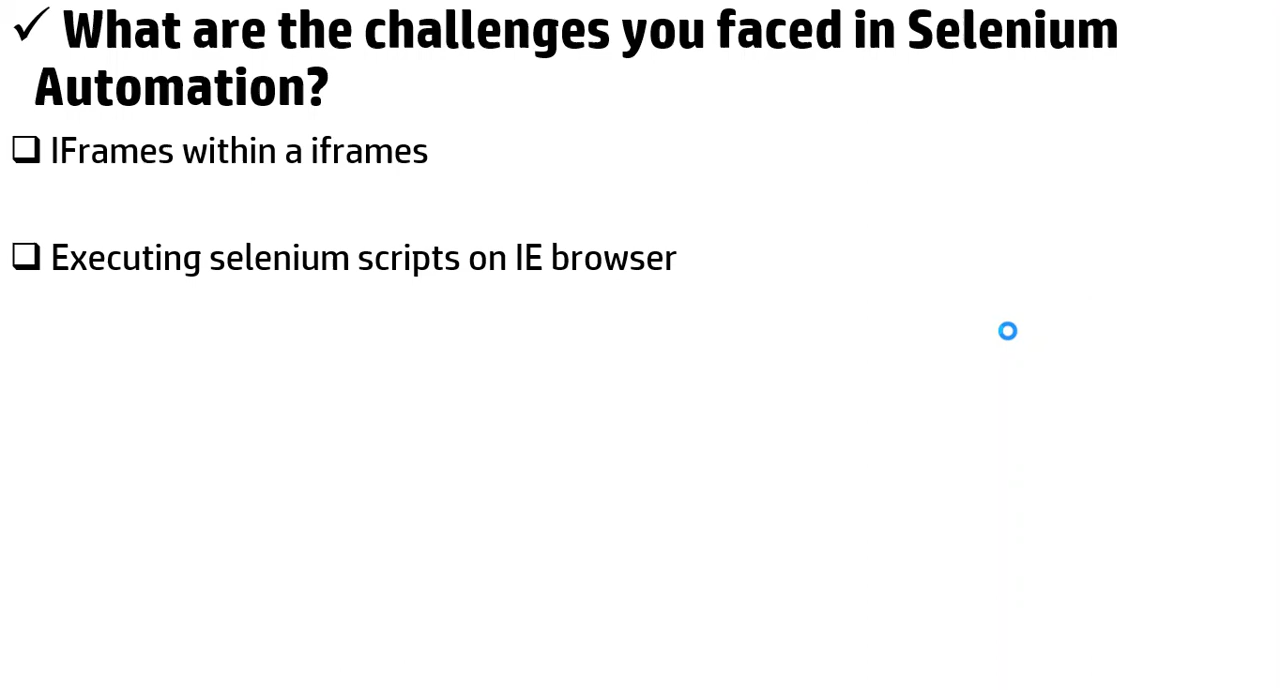 ✓ What are the challenges you faced in Selenium
Automation?
❑ IFrames within a iframes
❑ Executing selenium scripts on IE browser